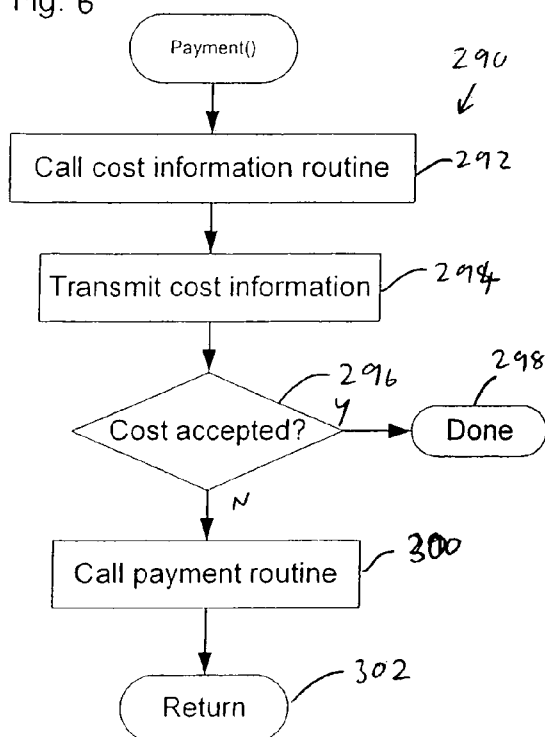 Fig. 6
Payment()
290
Call cost information routine
292
Transmit cost information
294
296
Cost accepted?
Y
298
Done
N
Call payment routine
300
Return
302